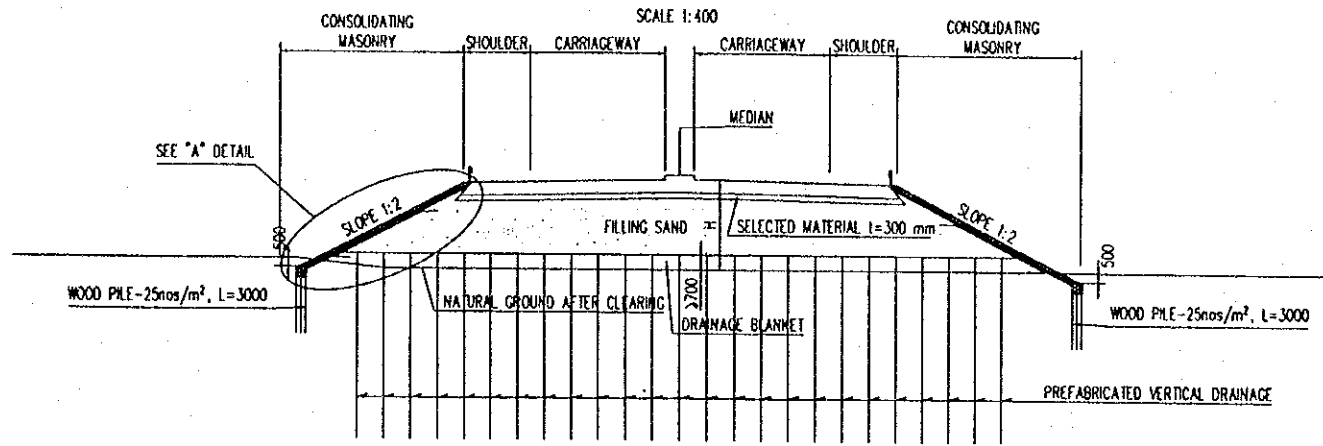 SCALE 1:400
CONSOLIDATING
MASONRY
SHOULDER
CARRIAGEWAY
CARRIAGEWAY
SHOULDER
CONSOLIDATING
MASONRY
MEDIAN
SEE "A" DETAIL
SLOPE 1:2
FILLING SAND
H
SELECTED MATERIAL t=300 mm
SLOPE 1:2
500
500
WOOD PILE-25nos/m², L=3000
NATURAL GROUND AFTER CLEARING
≥700
DRAINAGE BLANKET
WOOD PILE-25nos/m², L=3000
PREFABRICATED VERTICAL DRAINAGE